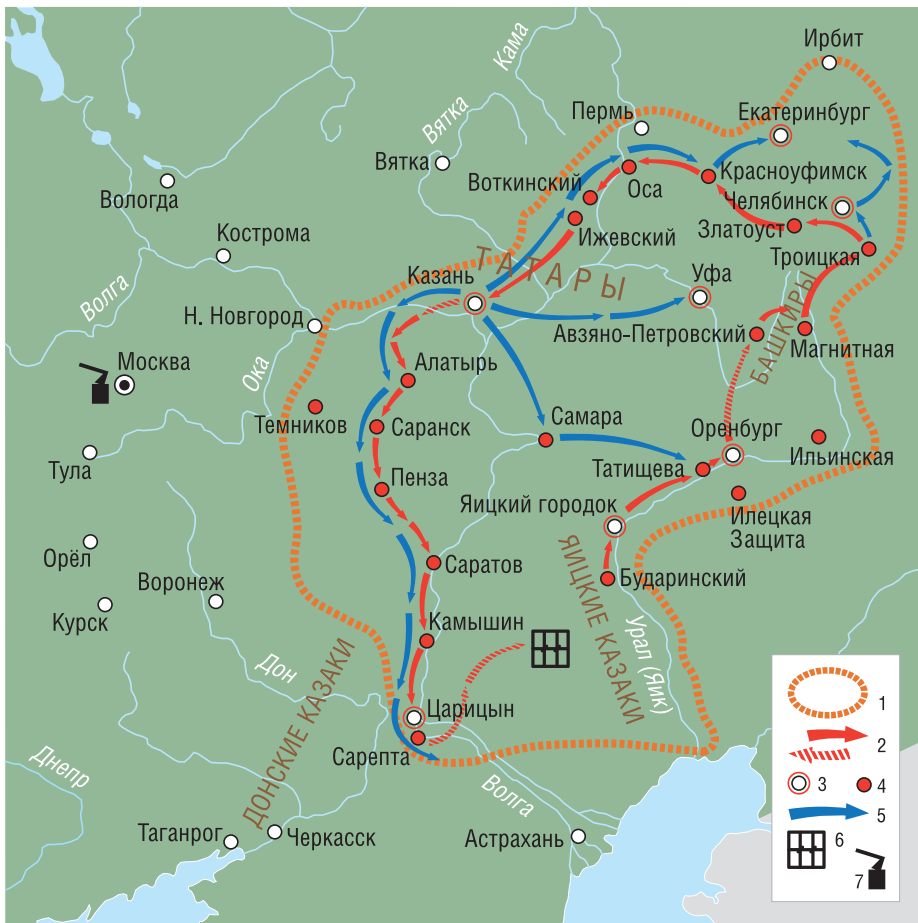 Ирбит
Кама
Пермь
Екатеринбург
Вятка
Вятка
Воткинский
Оса
Красноуфимск
Вологда
Челябинск
Ижевский
Златоуст
Кострома
Троицкая
Казань
ТАТАРЫ
Уфа
Волга
Н. Новгород
Авзяно-Петровский
БАШКИРЫ
Магнитная
Москва
Ока
Алатырь
Темников
Саранск
Самара
Оренбург
Ильинская
Тула
Татищева
Пенза
Яицкий городок
Илецкая
Защита
Орёл
ЯИЦКИЕ КАЗАКИ
Саратов
Бударинский
Воронеж
Курск
Камышин
Урал (Яик)
Дон
ДОНСКИЕ КАЗАКИ
Царицын
Сарепта
Днепр
Волга
Таганрог
Черкасск
Астрахань
1
2
3
4
5
6
7